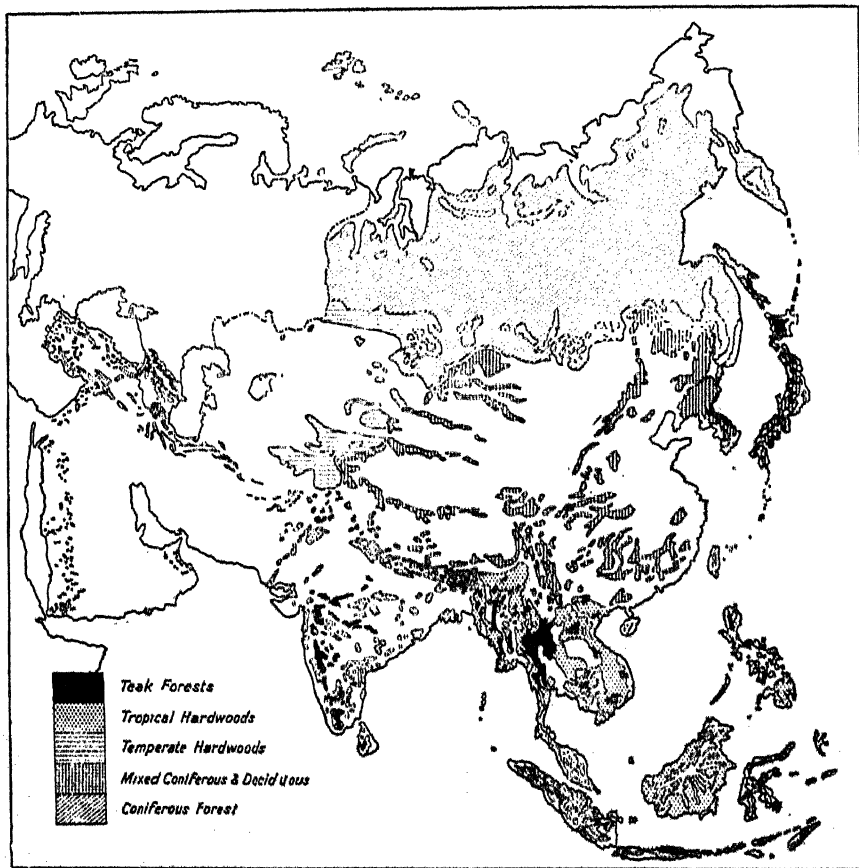 Teak Forests
Tropical Hardwoods
Temperate Hardwoods
Mixed Coniferous & Deciduous
Coniferous Forest